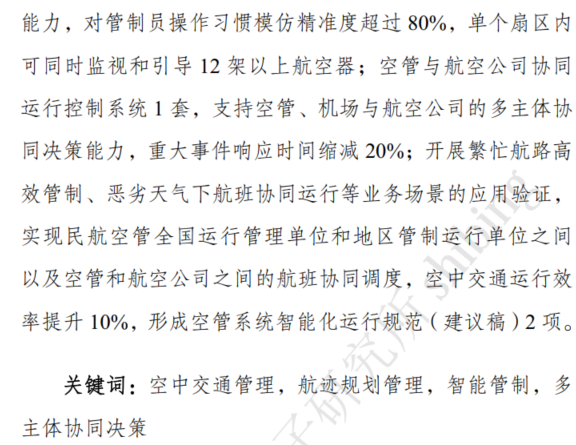 能力，对管制员操作习惯模仿精准度超过 80%，单个扇区内
可同时监视和引导 12 架以上航空器；空管与航空公司协同
运行控制系统 1 套，支持空管、机场与航空公司的多主体协
同决策能力，重大事件响应时间缩减 20%；开展繁忙航路高
效管制、恶劣天气下航班协同运行等业务场景的应用验证，
实现民航空管全国运行管理单位和地区管制运行单位之间
以及空管和航空公司之间的航班协同调度，空中交通运行效
率提升 10%，形成空管系统智能化运行规范（建议稿）2 项。
关键词：空中交通管理，航迹规划管理，智能管制，多
主体协同决策
子研究所 shibing